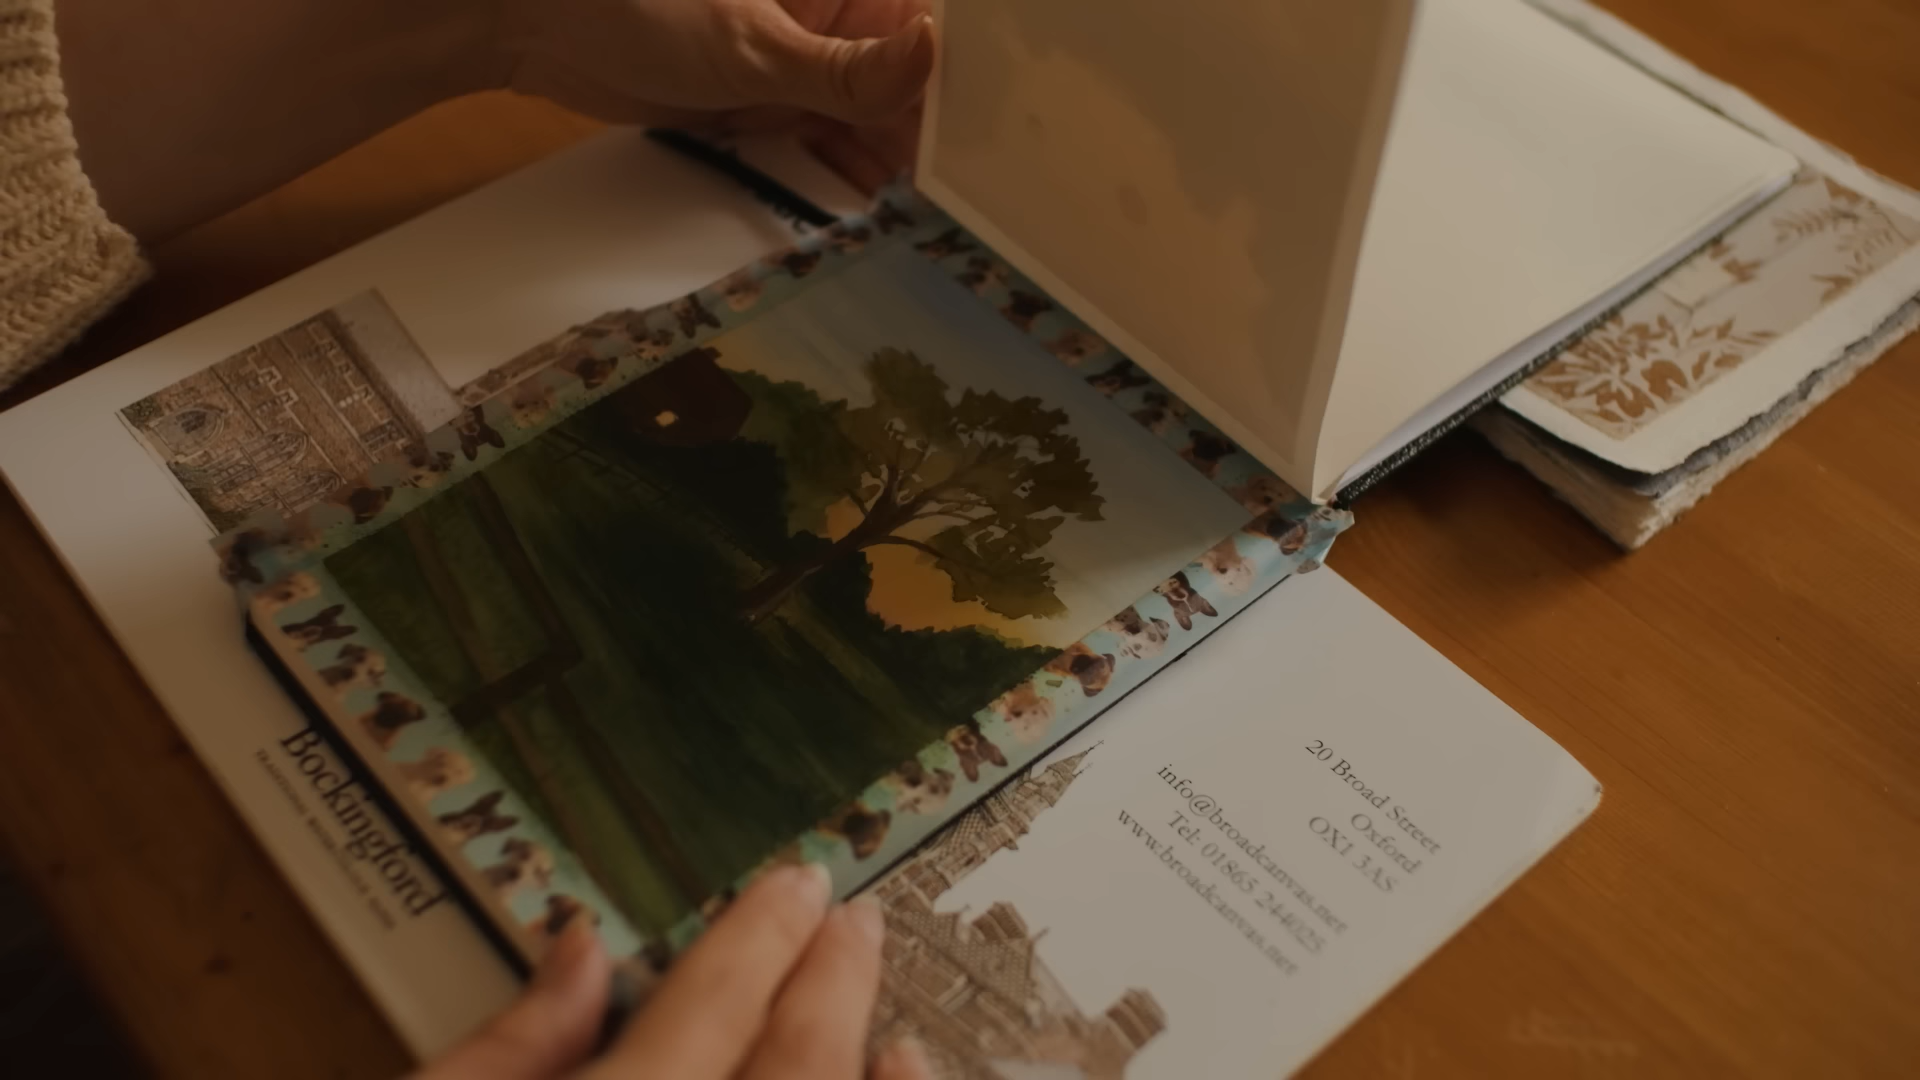 Bockingford
20 Broad Street
Oxford
OX1 3AS
info@broadcanvas.net
Tel: 01865 244025
www.broadcanvas.net